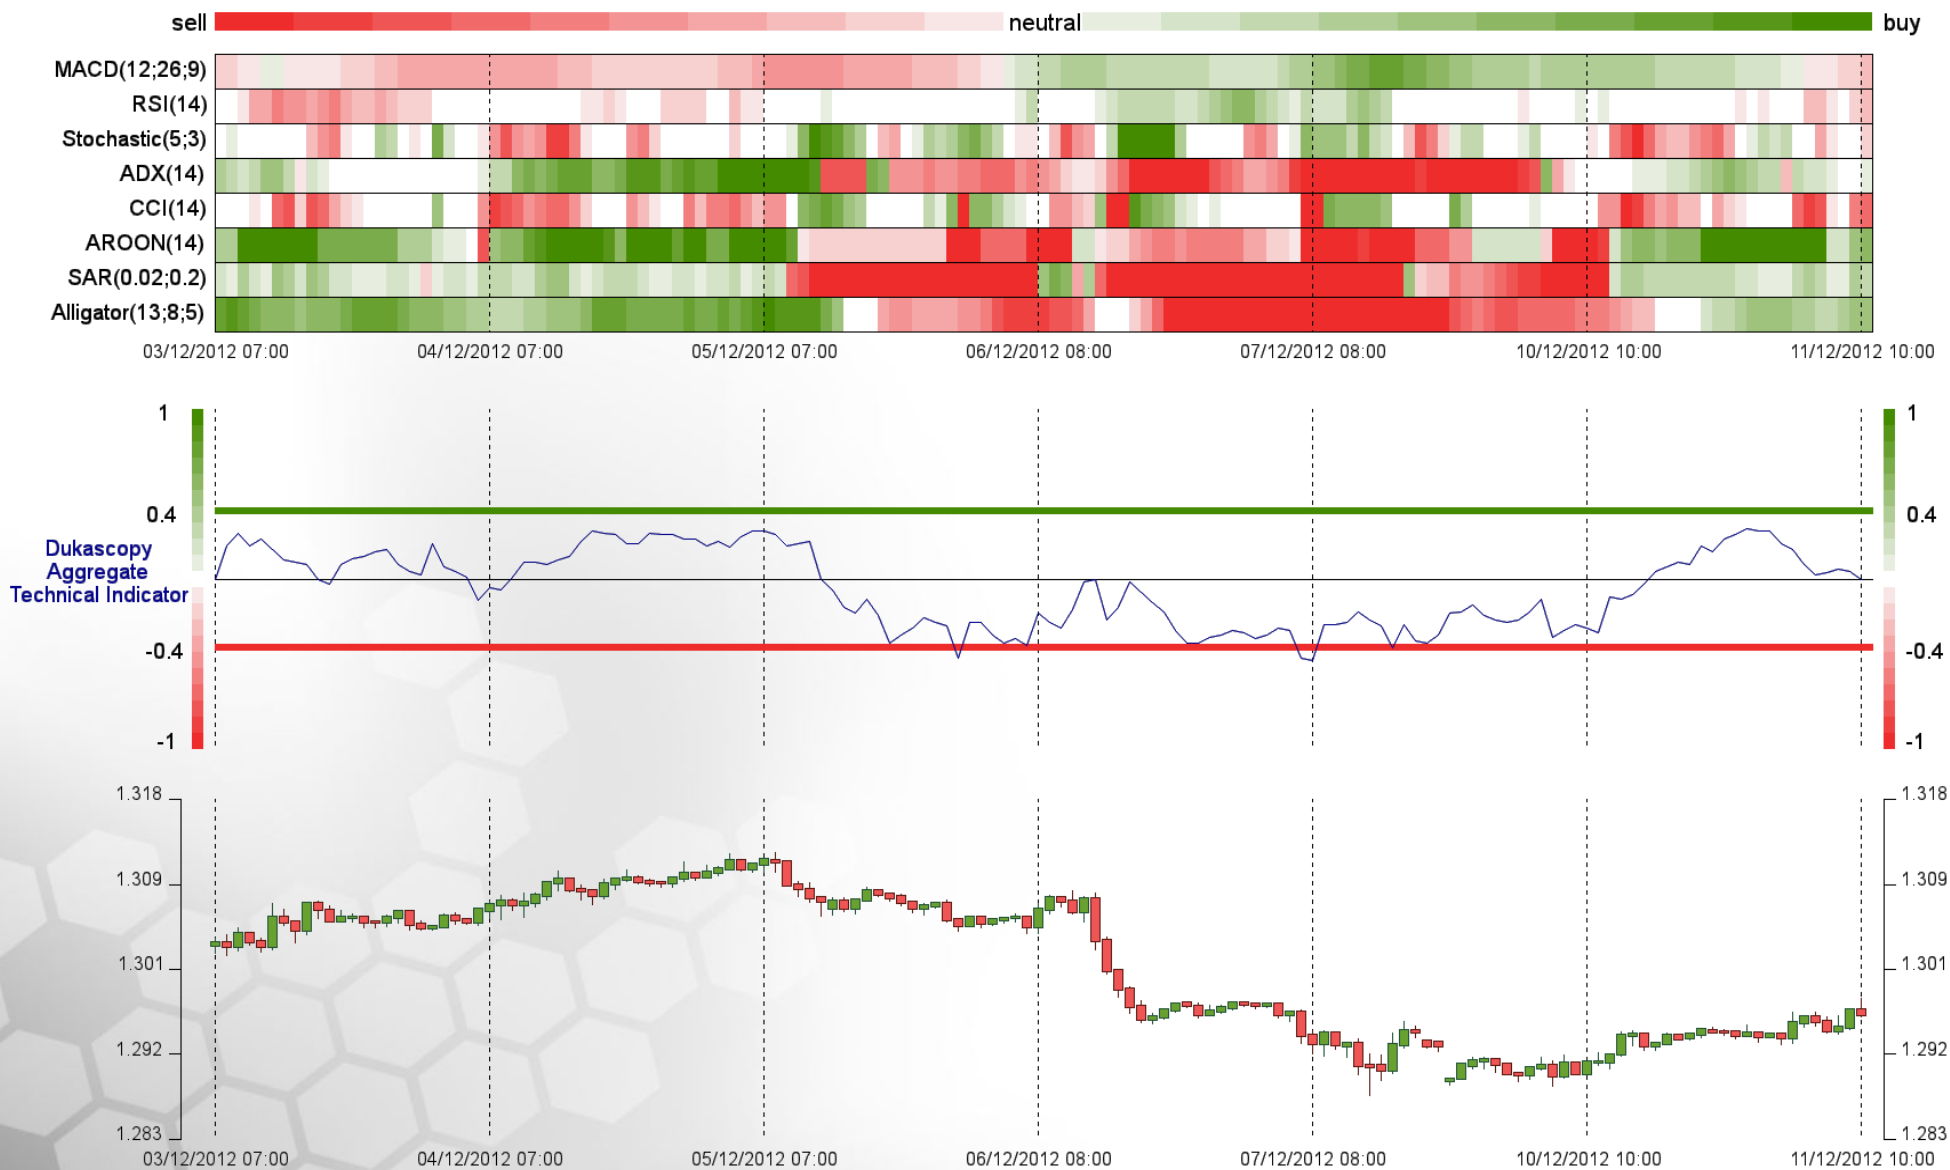 sell neutral buy
MACD(12;26;9)
RSI(14)
Stochastic(5;3)
ADX(14)
CCI(14)
AROON(14)
SAR(0.02;0.2)
Alligator(13;8;5)
03/12/2012 07:00 04/12/2012 07:00 05/12/2012 07:00 06/12/2012 08:00 07/12/2012 08:00 10/12/2012 10:00 11/12/2012 10:00
1 1
0.4 0.4
Dukascopy
Aggregate
Technical Indicator
-0.4 -0.4
-1 -1
1.318 1.318
1.309 1.309
1.301 1.301
1.292 1.292
1.283 1.283
03/12/2012 07:00 04/12/2012 07:00 05/12/2012 07:00 06/12/2012 08:00 07/12/2012 08:00 10/12/2012 10:00 11/12/2012 10:00